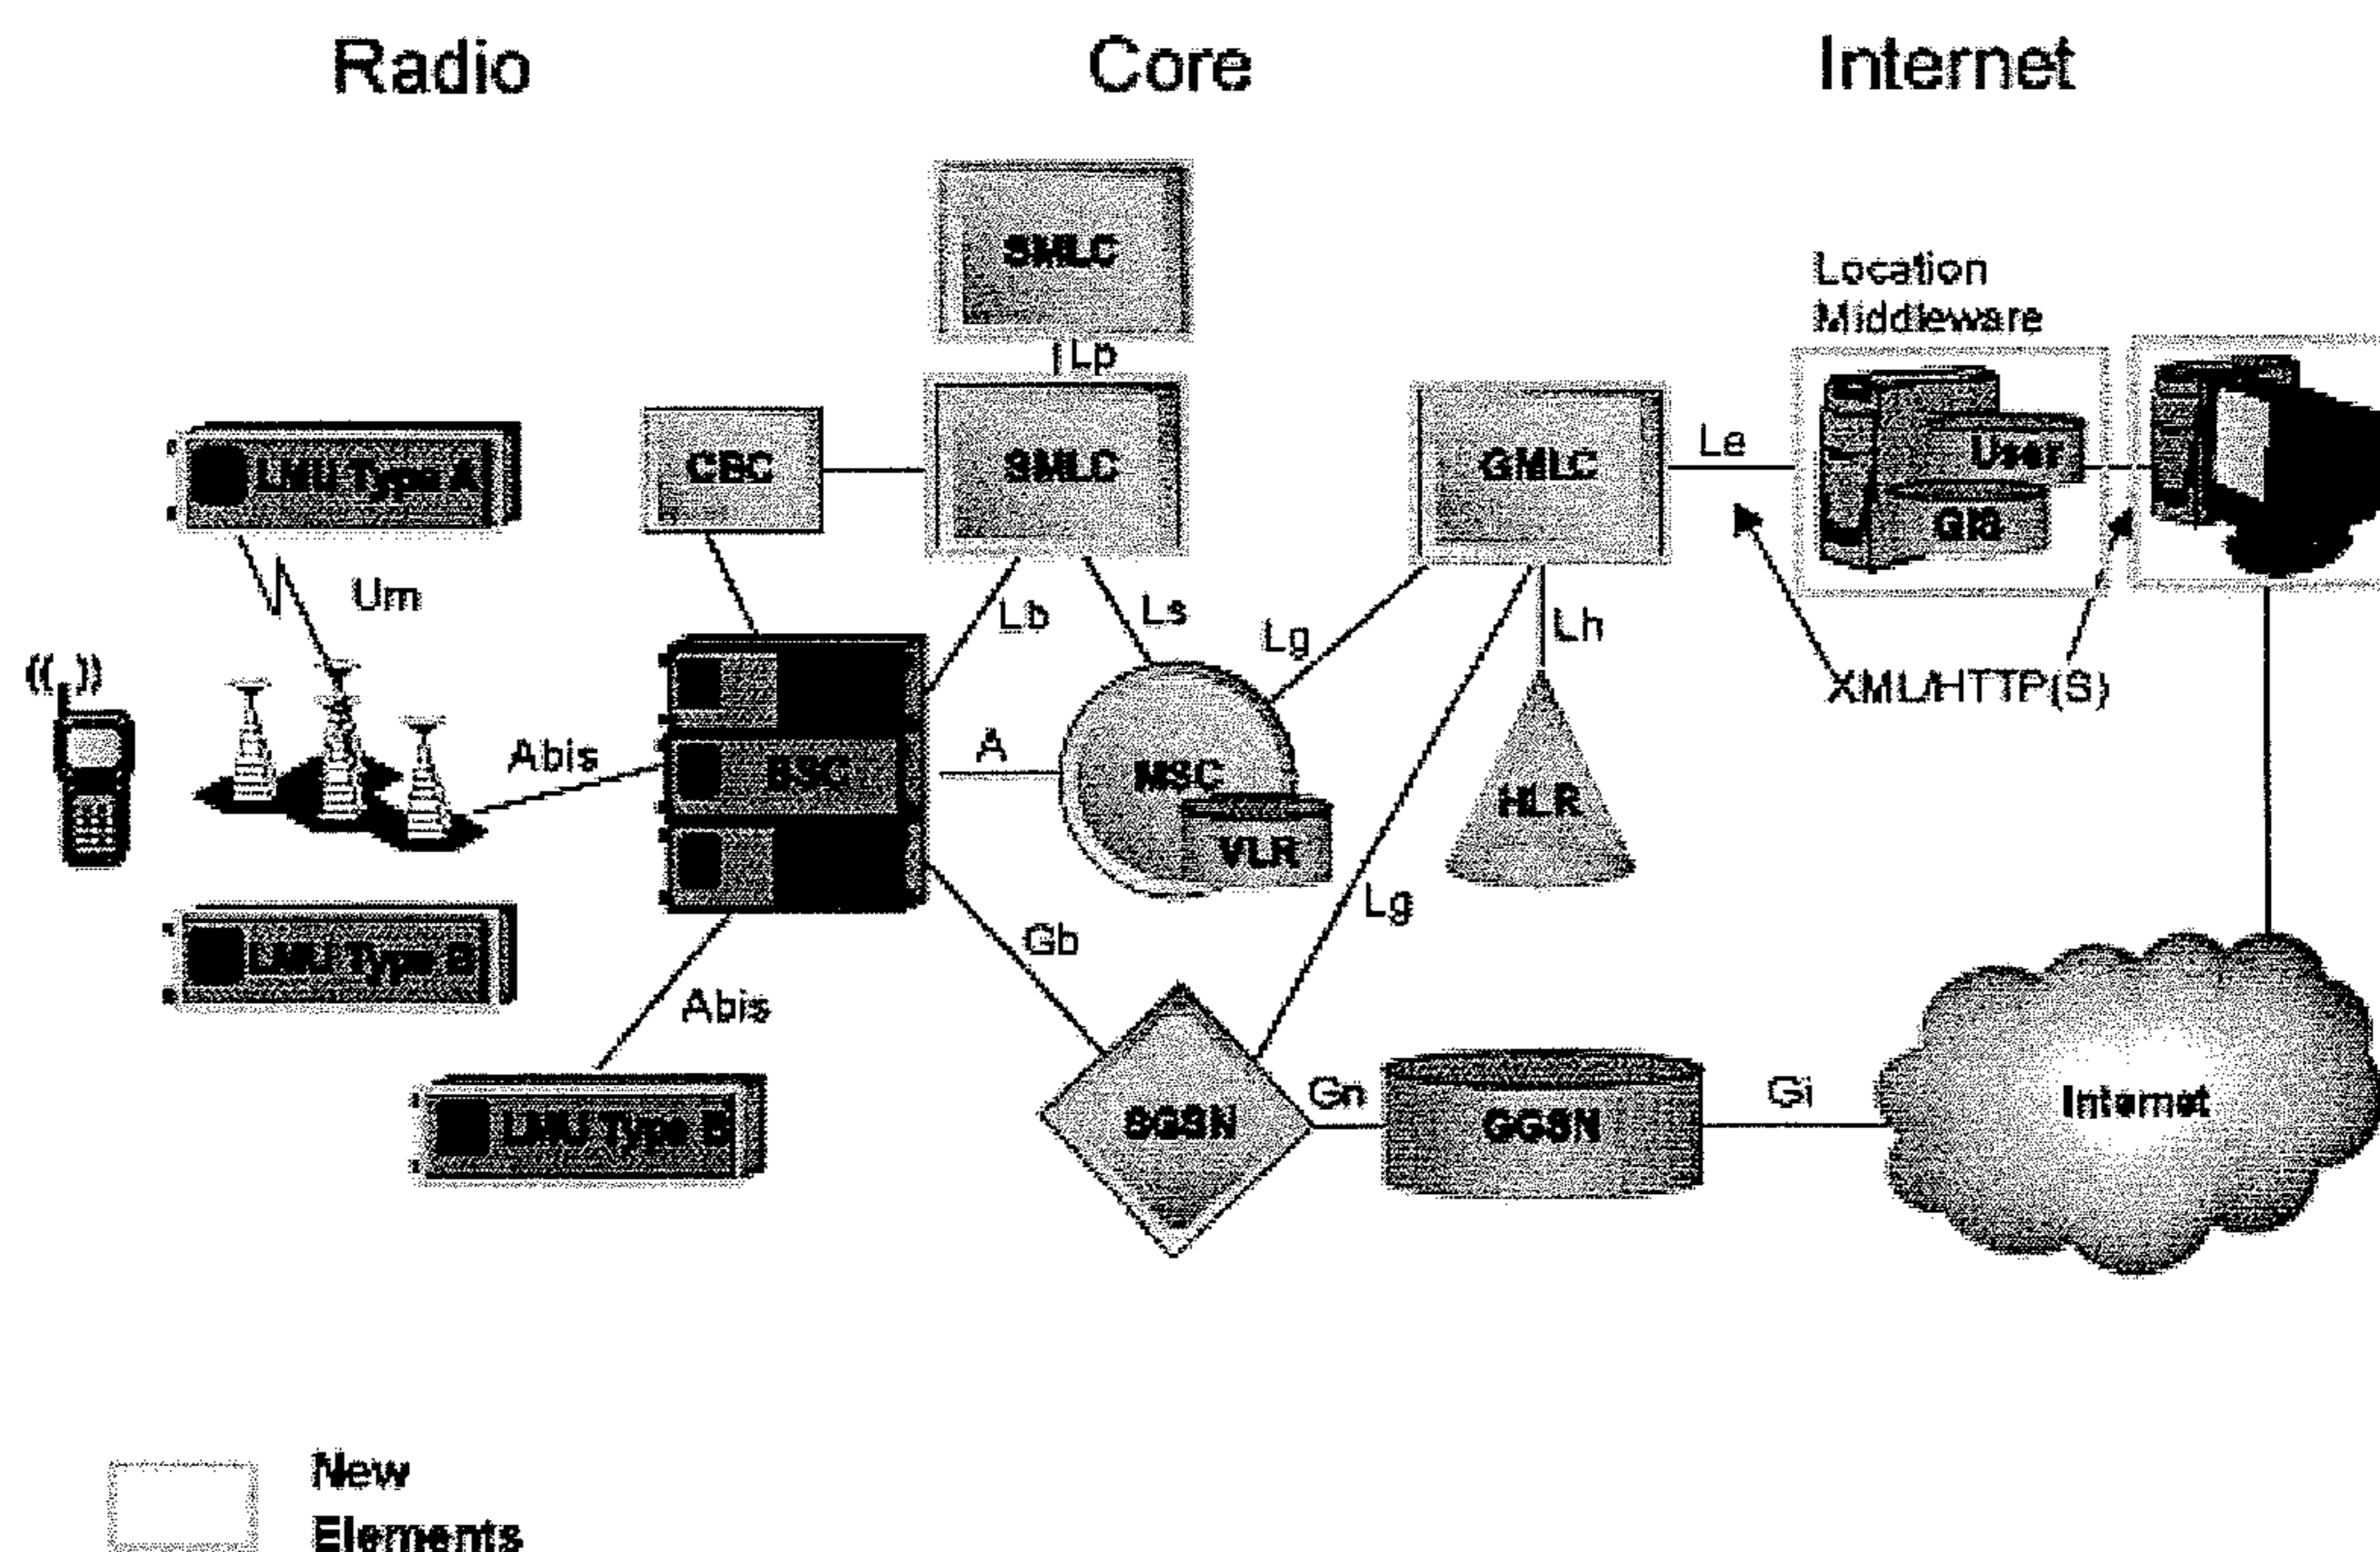 Radio
Core
Internet
SMLC
Lp
Location
Middleware
LMU Type A
CBC
SMLC
GMLC
Le
User
GIS
Um
Lb
Ls
Lg
Lh
XML/HTTP(S)
((  ))
Abis
BSC
A
MSC
VLR
HLR
LMU Type B
Gb
Lg
Abis
LMU Type B
SGSN
Gn
GGSN
Gi
Internet
New
Elements